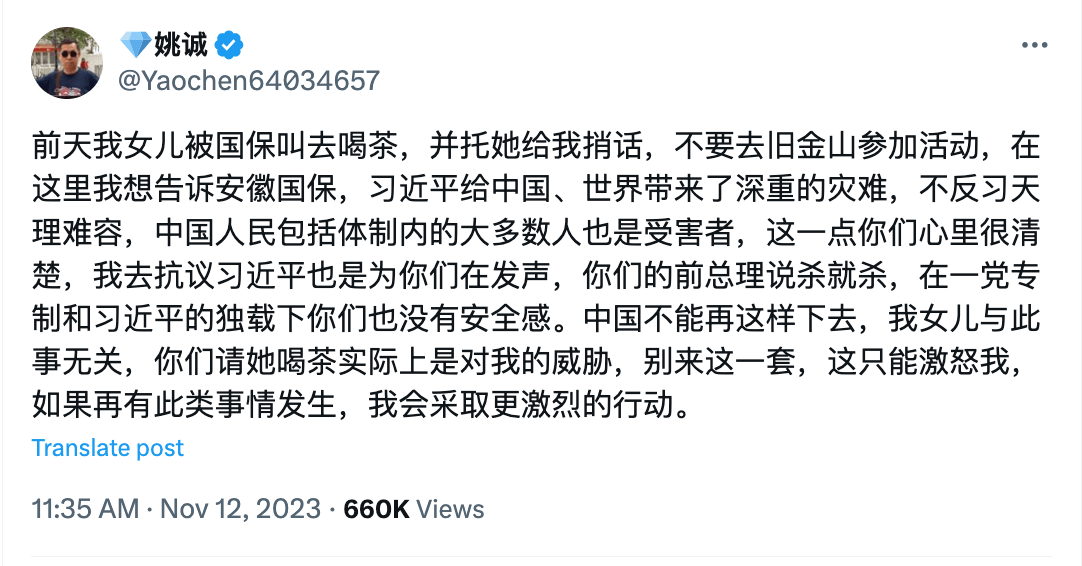 💎姚诚
@Yaochen64034657
前天我女儿被国保叫去喝茶，并托她给我捎话，不要去旧金山参加活动，在
这里我想告诉安徽国保，习近平给中国、世界带来了深重的灾难，不反习天
理难容，中国人民包括体制内的大多数人也是受害者，这一点你们心里很清
楚，我去抗议习近平也是为你们在发声，你们的前总理说杀就杀，在一党专
制和习近平的独载下你们也没有安全感。中国不能再这样下去，我女儿与此
事无关，你们请她喝茶实际上是对我的威胁，别来这一套，这只能激怒我，
如果再有此类事情发生，我会采取更激烈的行动。
Translate post
11:35 AM · Nov 12, 2023 · 660K Views